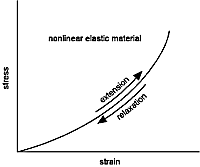 nonlinear elastic material
stress
extension
relaxation
strain